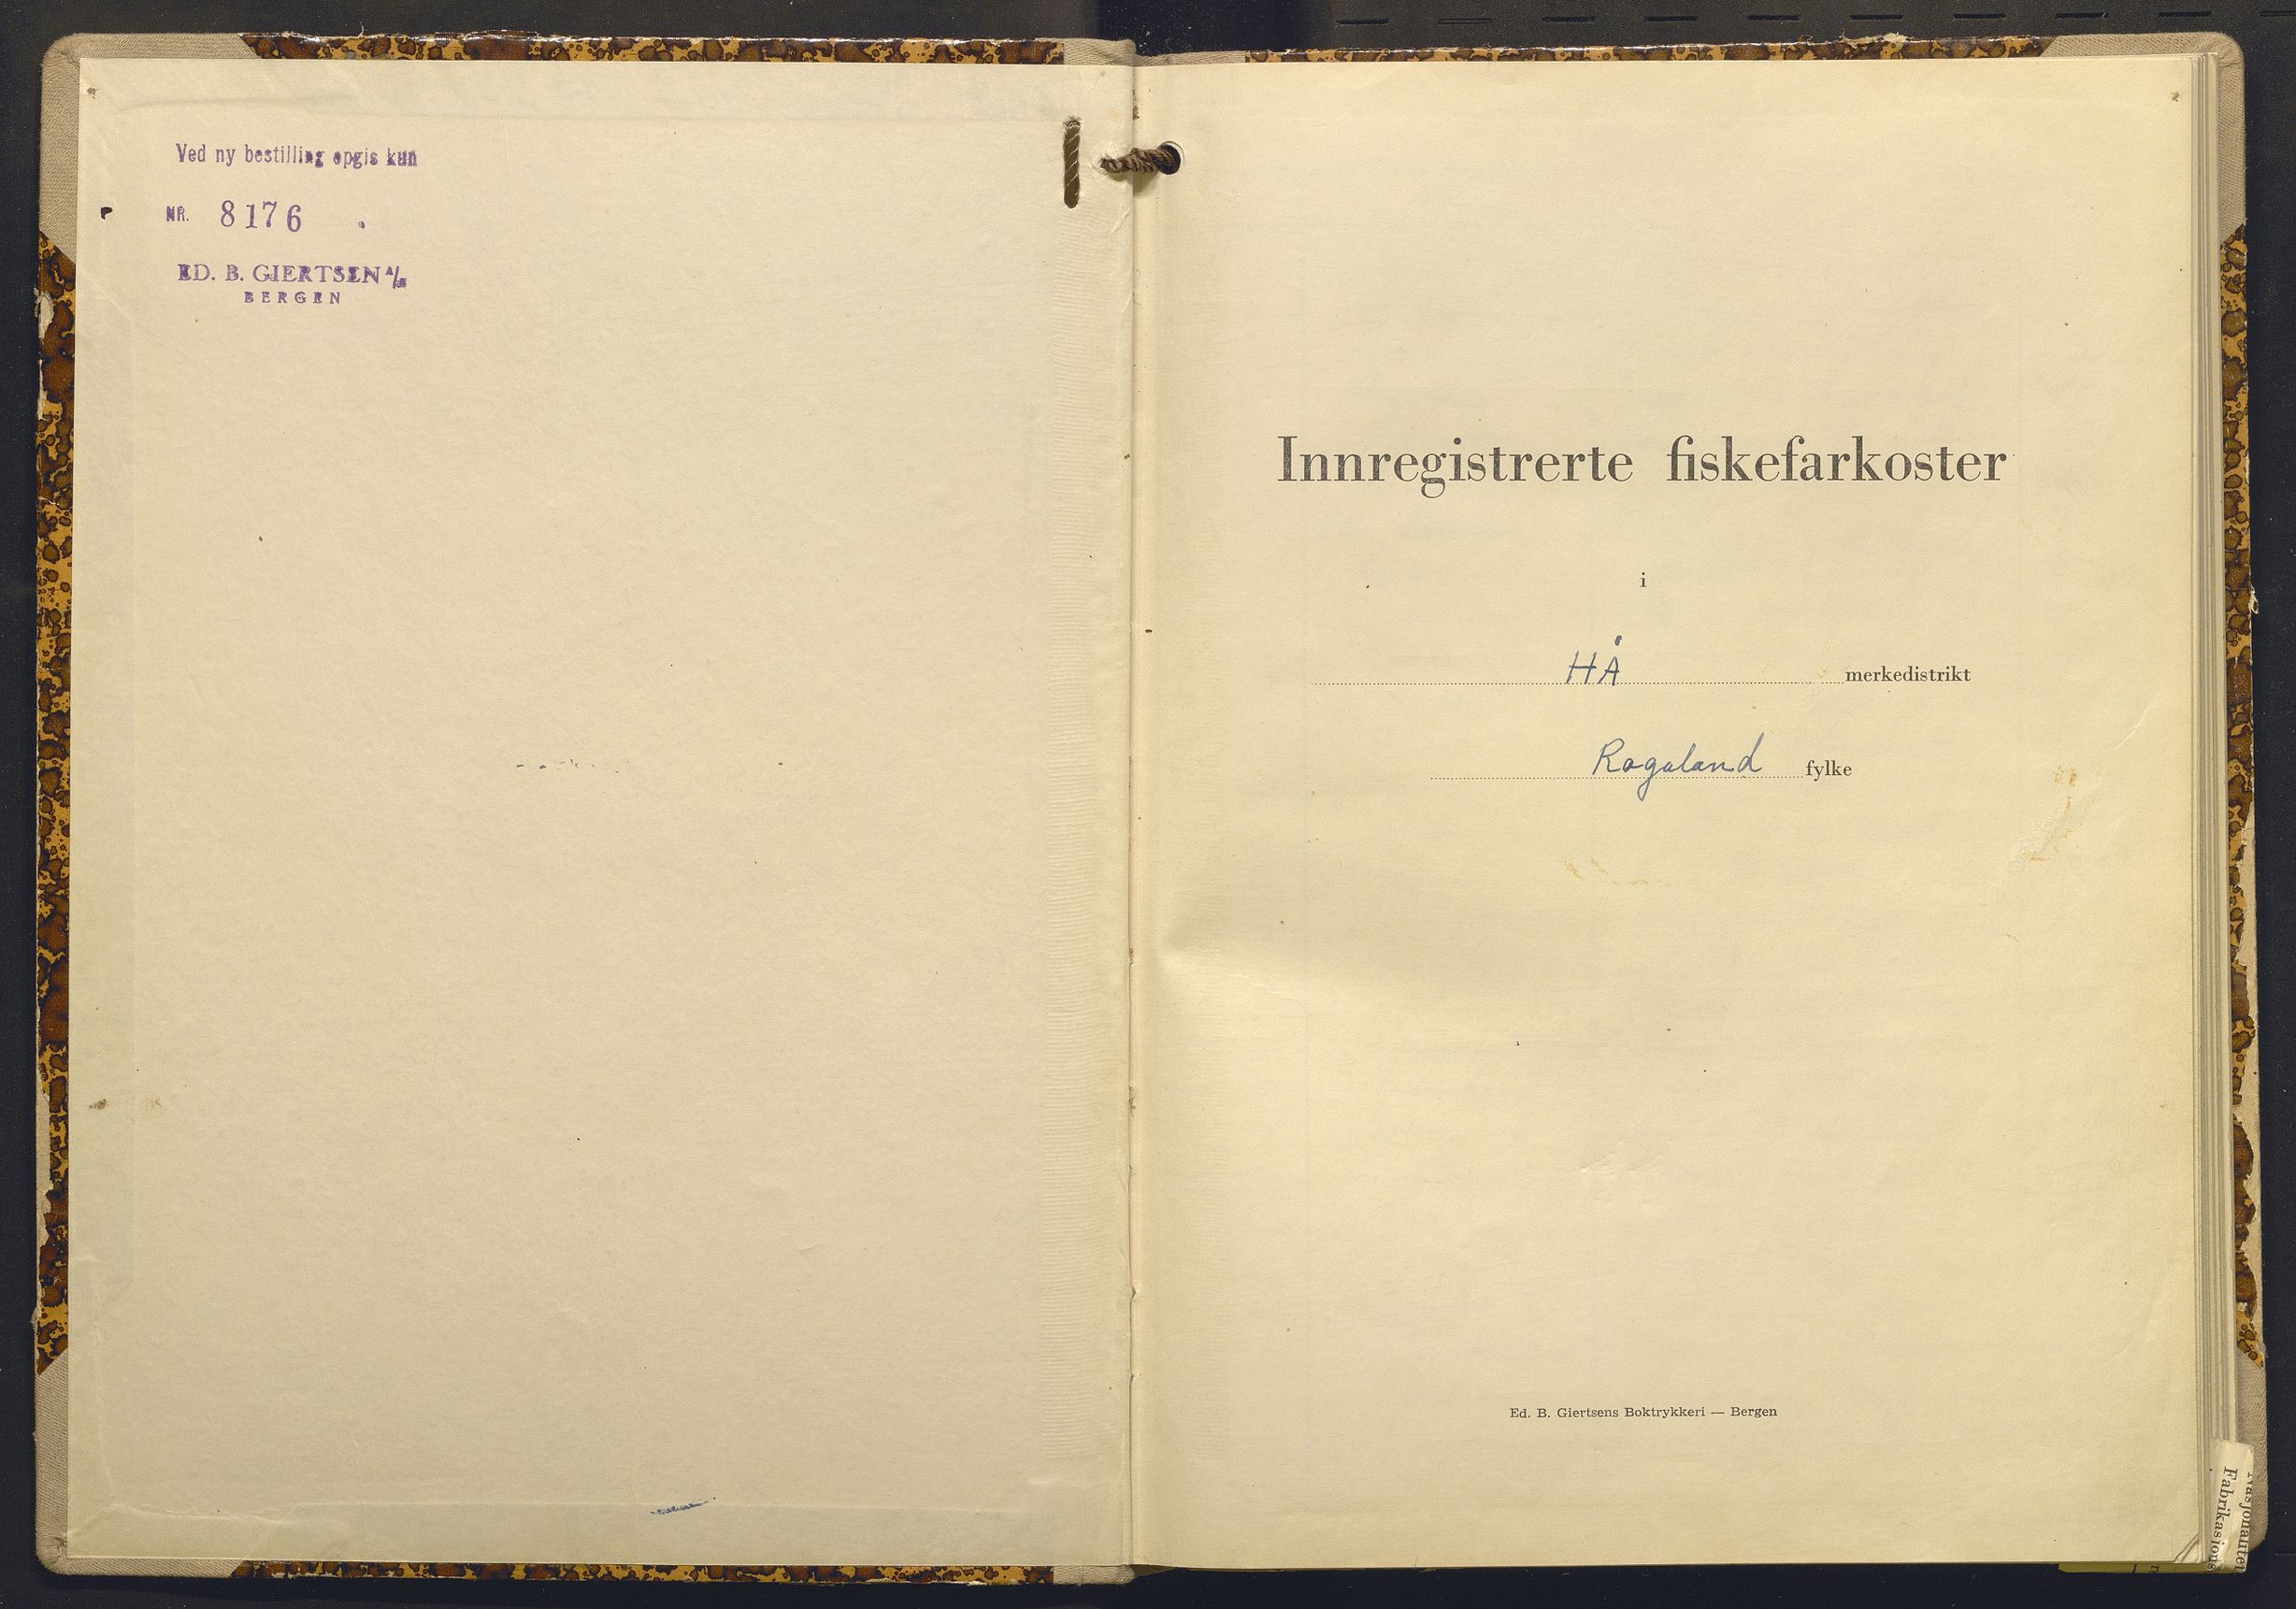 Ved ny bestilling opgis kun
NR. 8176
ED. B. GIERTSEN A/S
BERGEN
Innregistrerte fiskefarkoster
i
HÅ merkedistrikt
Rogaland fylke
Ed. B. Giertsens Boktrykkeri — Bergen